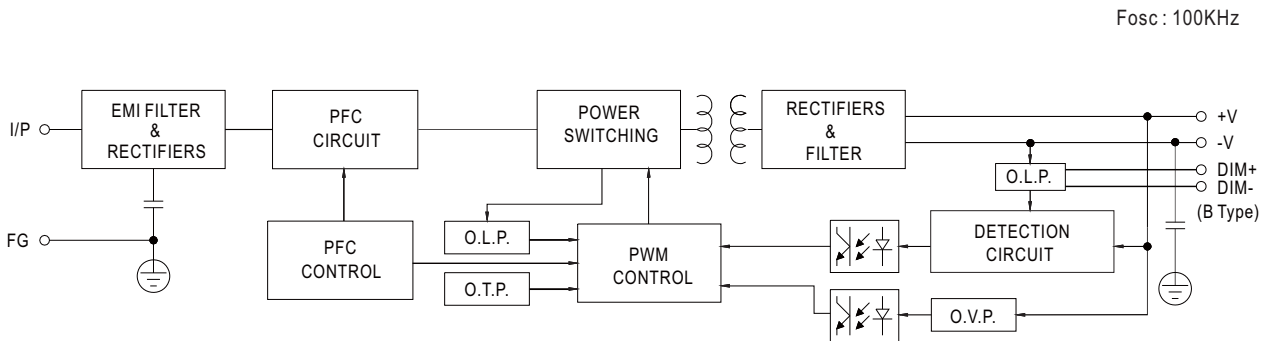 Fosc : 100KHz
I/P
EMI FILTER
&
RECTIFIERS
PFC
CIRCUIT
POWER
SWITCHING
RECTIFIERS
&
FILTER
+V
-V
DIM+
DIM-
(B Type)
O.L.P.
FG
PFC
CONTROL
O.L.P.
O.T.P.
PWM
CONTROL
DETECTION
CIRCUIT
O.V.P.